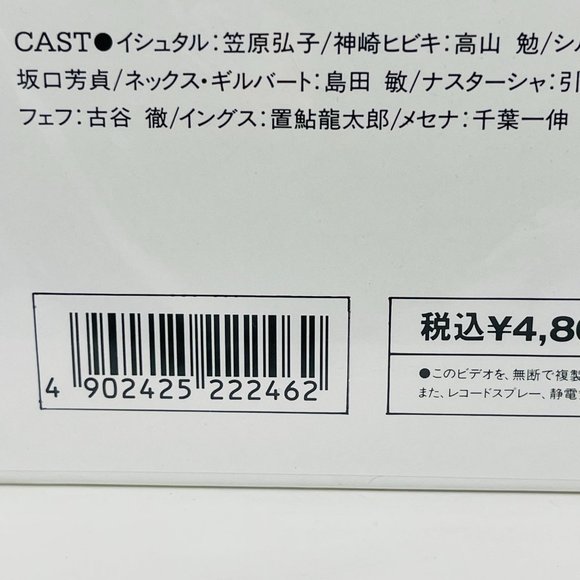 CAST●イシュタル：笠原弘子/神崎ヒビキ：高山 勉/シル
坂口芳貞/ネックス・ギルバート：島田 敏/ナスターシャ：引
フェフ：古谷 徹/イングス：置鮎龍太郎/メセナ：千葉一伸
税込¥4,80
4 902425 222462
●このビデオを、無断で複製
また、レコードスプレー、静電